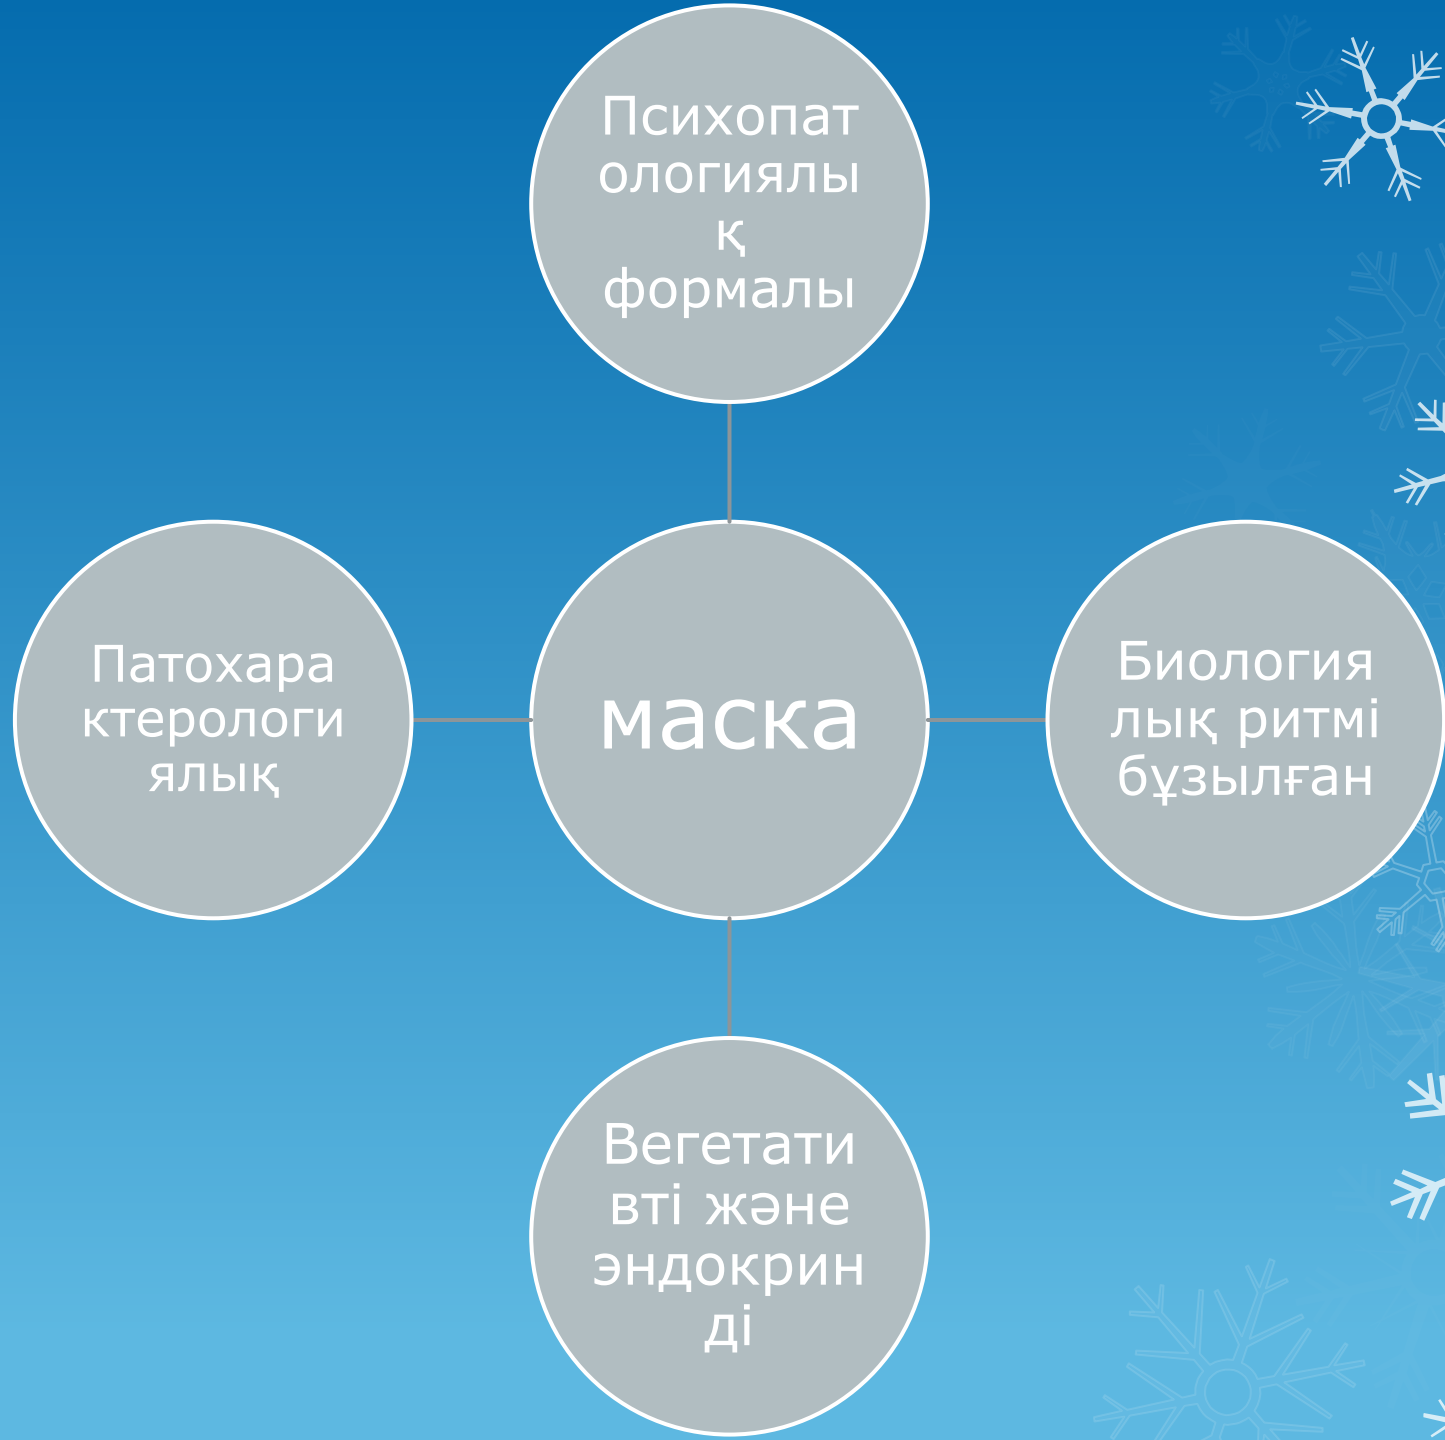 Психопат
ологиялы
қ
формалы
Патохара
ктерологи
ялық
маска
Биология
лық ритмі
бұзылған
Вегетати
вті және
эндокрин
ді